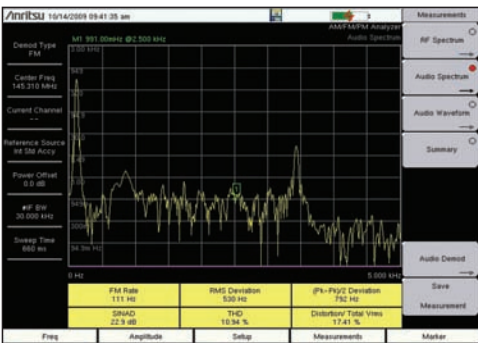 Anritsu 10/14/2009 09:41:35 am
M1 991.00mHz @2.500 kHz
AM/FM/PM Analyzer
Audio Spectrum
3.00 kHz
Demod Type
FM
Center Freq
145.310 MHz
Current Channel
--
Reference Source
Int Std Accy
Power Offset
0.0 dB
#IF BW
30.000 kHz
Sweep Time
660 ms
0 Hz
5.000 kHz
FM Rate
111 Hz
RMS Deviation
530 Hz
(Pk-Pk)/2 Deviation
792 Hz
SINAD
22.9 dB
THD
10.94 %
Distortion/Total Vrms
17.41 %
Measurements
RF Spectrum
Audio Spectrum
Audio Waveform
Summary
Audio Demod
Save
Measurement
Freq
Amplitude
Setup
Measurements
Marker